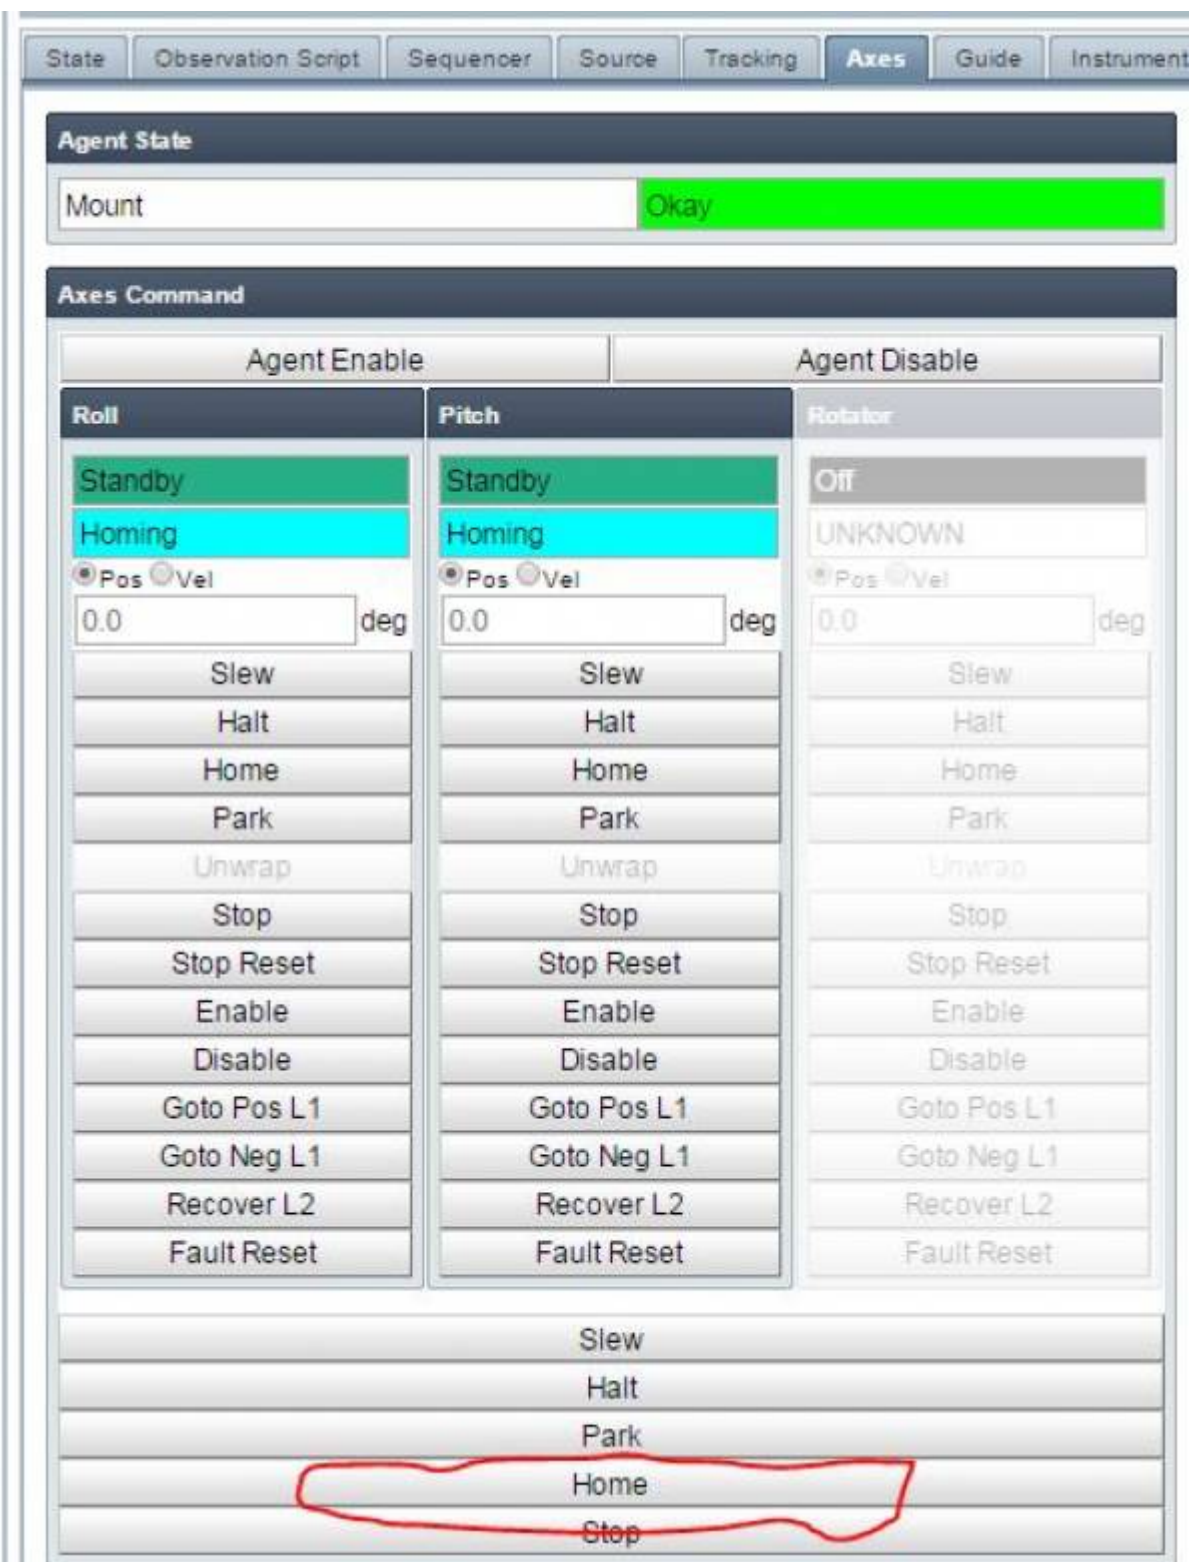 State Observation Script Sequencer Source Tracking Axes Guide Instrument
Agent State
Mount Okay
Axes Command
Agent Enable Agent Disable
Roll Pitch Rotator
Standby Standby Off
Homing Homing UNKNOWN
Pos Vel Pos Vel Pos Vel
0.0 deg 0.0 deg 0.0 deg
Slew Slew Slew
Halt Halt Halt
Home Home Home
Park Park Park
Unwrap Unwrap Unwrap
Stop Stop Stop
Stop Reset Stop Reset Stop Reset
Enable Enable Enable
Disable Disable Disable
Goto Pos L1 Goto Pos L1 Goto Pos L1
Goto Neg L1 Goto Neg L1 Goto Neg L1
Recover L2 Recover L2 Recover L2
Fault Reset Fault Reset Fault Reset
Slew
Halt
Park
Home
Stop